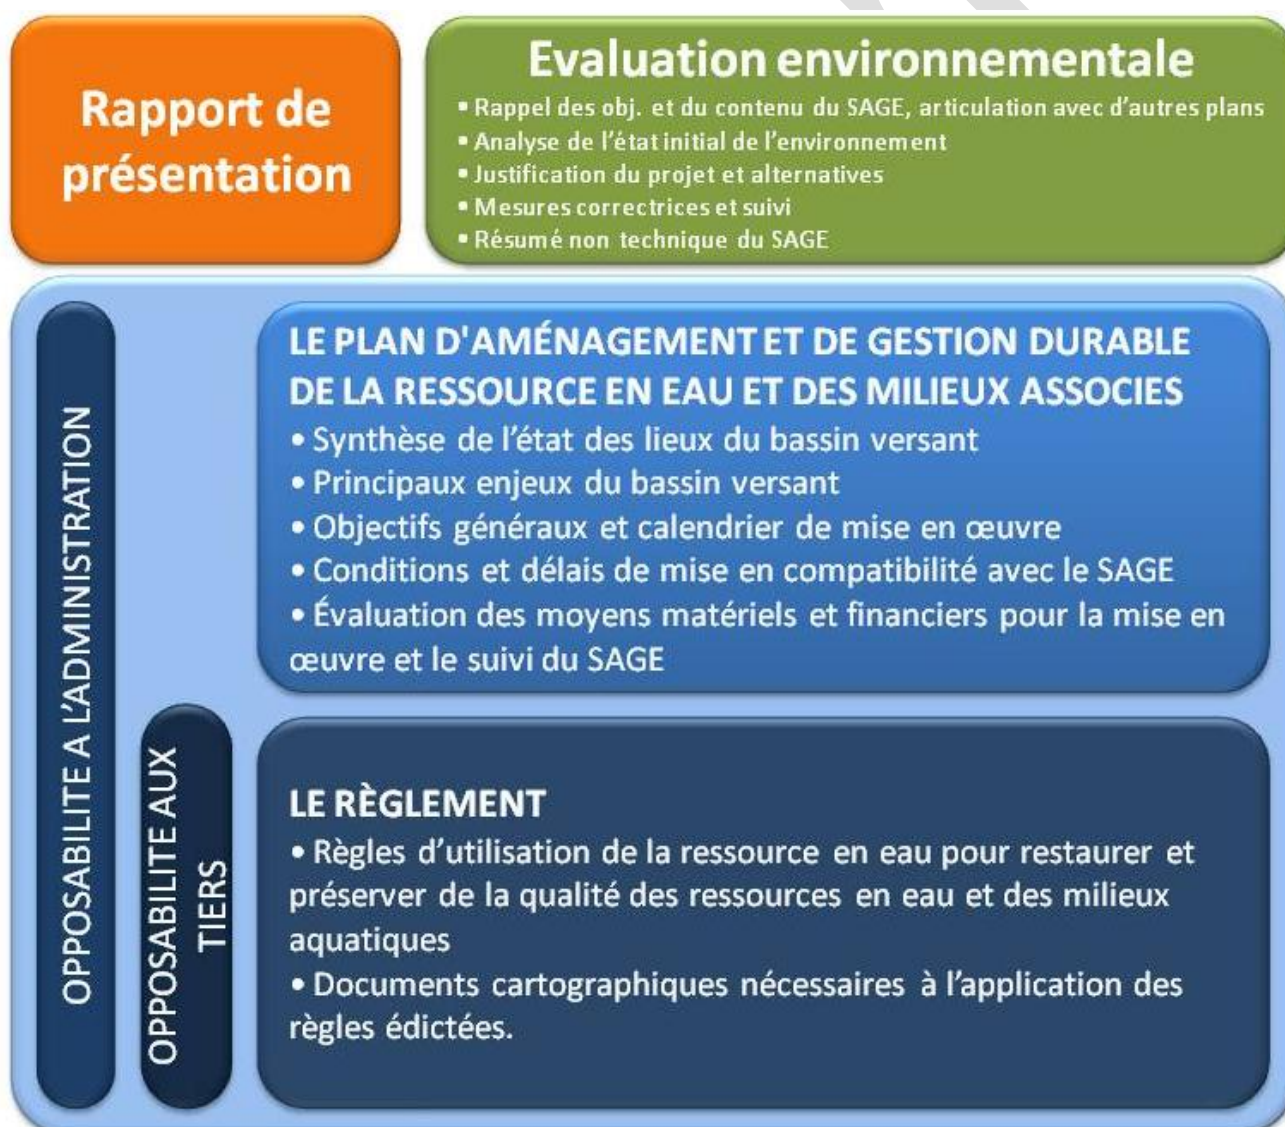 Rapport de
présentation
Evaluation environnementale
• Rappel des obj. et du contenu du SAGE, articulation avec d'autres plans
• Analyse de l'état initial de l'environnement
• Justification du projet et alternatives
• Mesures correctrices et suivi
• Résumé non technique du SAGE
OPPOSABILITE A L'ADMINISTRATION
LE PLAN D'AMÉNAGEMENT ET DE GESTION DURABLE
DE LA RESSOURCE EN EAU ET DES MILIEUX ASSOCIES
• Synthèse de l'état des lieux du bassin versant
• Principaux enjeux du bassin versant
• Objectifs généraux et calendrier de mise en œuvre
• Conditions et délais de mise en compatibilité avec le SAGE
• Évaluation des moyens matériels et financiers pour la mise en
œuvre et le suivi du SAGE
OPPOSABILITE AUX
TIERS
LE RÈGLEMENT
• Règles d'utilisation de la ressource en eau pour restaurer et
préserver de la qualité des ressources en eau et des milieux
aquatiques
• Documents cartographiques nécessaires à l'application des
règles édictées.